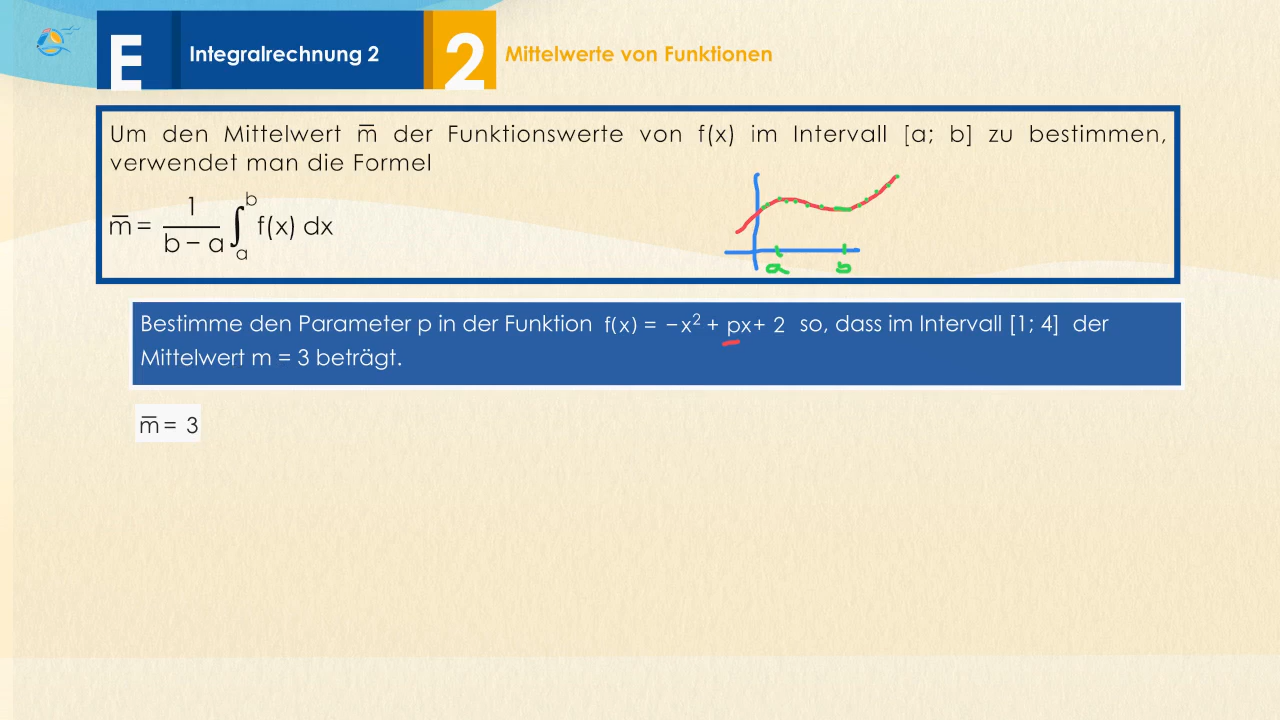 E Integralrechnung 2 2 Mittelwerte von Funktionen
Um den Mittelwert m̅ der Funktionswerte von f(x) im Intervall [a; b] zu bestimmen,
verwendet man die Formel
m̅ = 1/(b − a) ∫_a^b f(x) dx
a b
Bestimme den Parameter p in der Funktion f(x) = −x² + px + 2 so, dass im Intervall [1; 4] der
Mittelwert m = 3 beträgt.
m̅ = 3